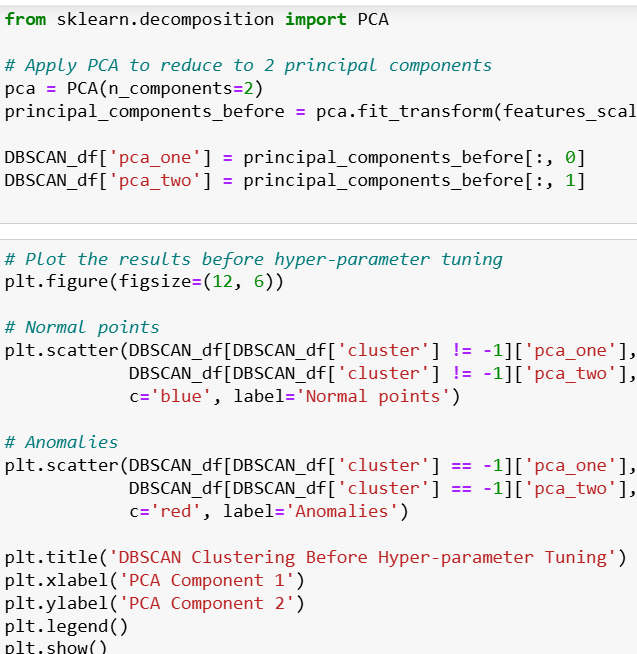 from sklearn.decomposition import PCA
# Apply PCA to reduce to 2 principal components
pca = PCA(n_components=2)
principal_components_before = pca.fit_transform(features_scal
DBSCAN_df['pca_one'] = principal_components_before[:, 0]
DBSCAN_df['pca_two'] = principal_components_before[:, 1]
# Plot the results before hyper-parameter tuning
plt.figure(figsize=(12, 6))
# Normal points
plt.scatter(DBSCAN_df[DBSCAN_df['cluster'] != -1]['pca_one'],
            DBSCAN_df[DBSCAN_df['cluster'] != -1]['pca_two'],
            c='blue', label='Normal points')
# Anomalies
plt.scatter(DBSCAN_df[DBSCAN_df['cluster'] == -1]['pca_one'],
            DBSCAN_df[DBSCAN_df['cluster'] == -1]['pca_two'],
            c='red', label='Anomalies')
plt.title('DBSCAN Clustering Before Hyper-parameter Tuning')
plt.xlabel('PCA Component 1')
plt.ylabel('PCA Component 2')
plt.legend()
plt.show()